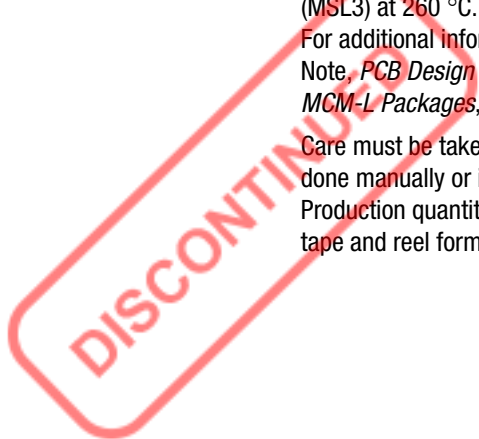 (MSL3) at 260 °C.
For additional infor
Note, PCB Design
MCM-L Packages,
Care must be take
done manually or i
Production quantit
tape and reel form
DISCONTINUED